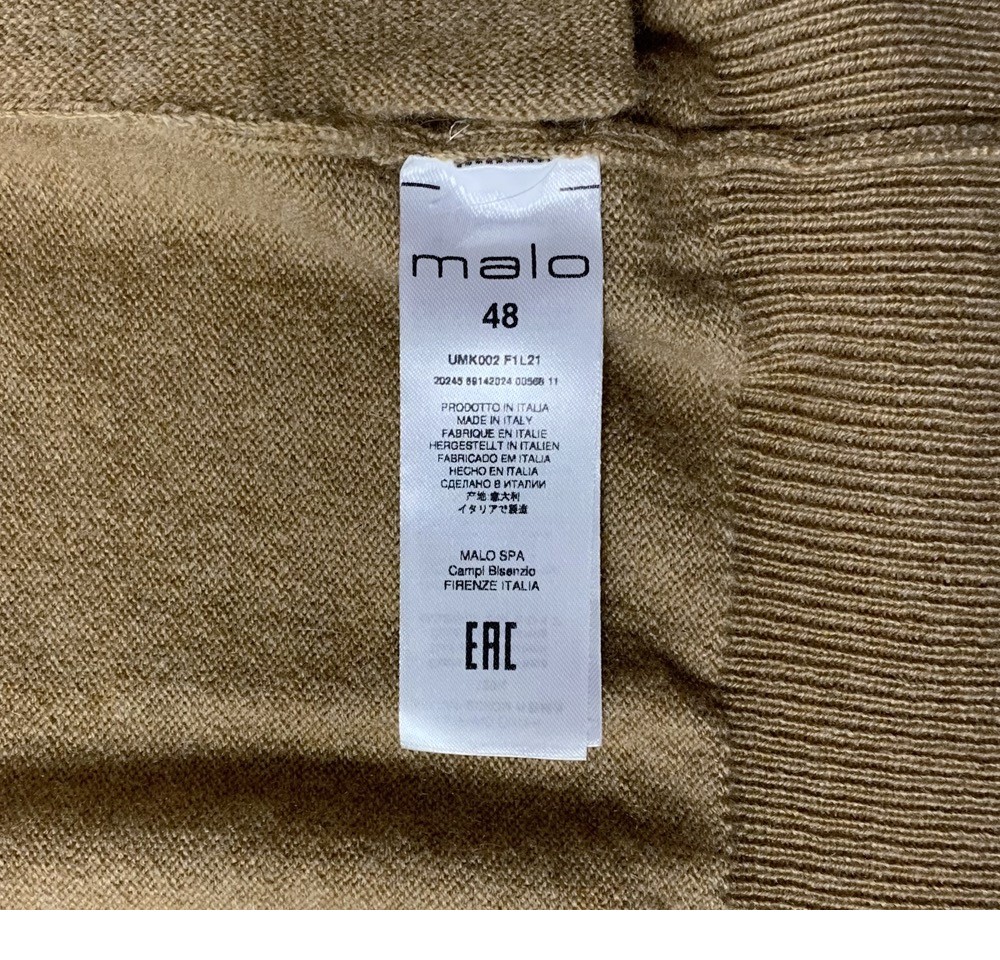 malo
48
UMK002 F1L21
20245 69142024 00566 11
PRODOTTO IN ITALIA
MADE IN ITALY
FABRIQUE EN ITALIE
HERGESTELLT IN ITALIEN
FABRICADO EM ITALIA
HECHO EN ITALIA
СДЕЛАНО В ИТАЛИИ
产地:意大利
イタリアで製造
MALO SPA
Campi Bisenzio
FIRENZE ITALIA
EAC